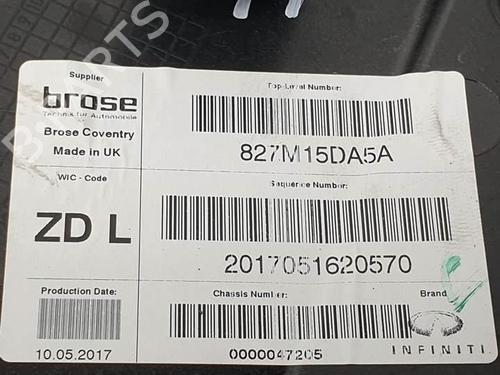 Supplier
brose
Technik für Automobile
Brose Coventry
Made in UK
WIC - Code
ZD L
Production Date:
10.05.2017
Top-Level Number:
827M15DA5A
Sequence Number:
2017051620570
Chassis Number:
0000047205
Brand
INFINITI
PARTS